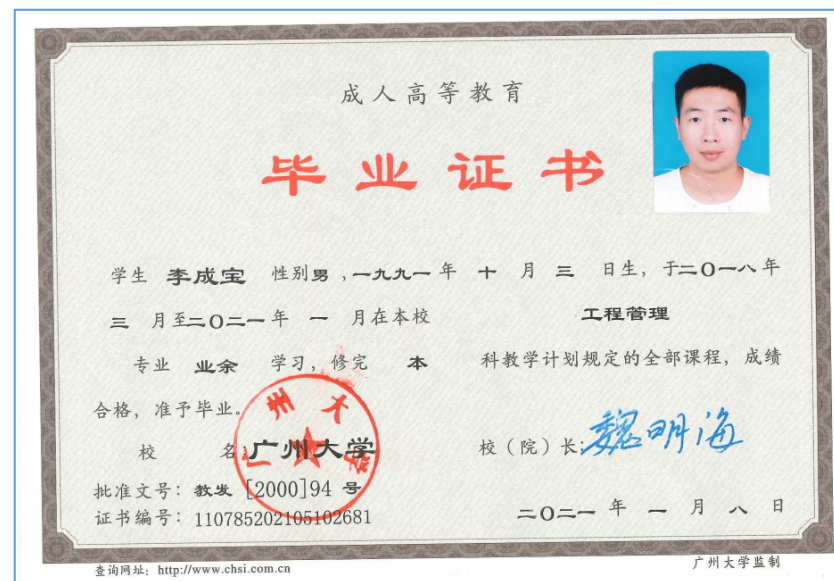 成人高等教育
毕业证书
学生 李成宝 性别男,一九九一年 十 月 三 日生, 于二〇一八年
三 月至二〇二一年 一 月在本校 工程管理
专业 业余 学习, 修完 本 科教学计划规定的全部课程, 成绩
合格, 准予毕业。
校 名: 广州大学 校(院)长: 魏明海
广州大学
批准文号: 教发 [2000]94 号
证书编号: 110785202105102681 二〇二一 年 一 月 八 日
查询网址: http://www.chsi.com.cn 广州大学监制